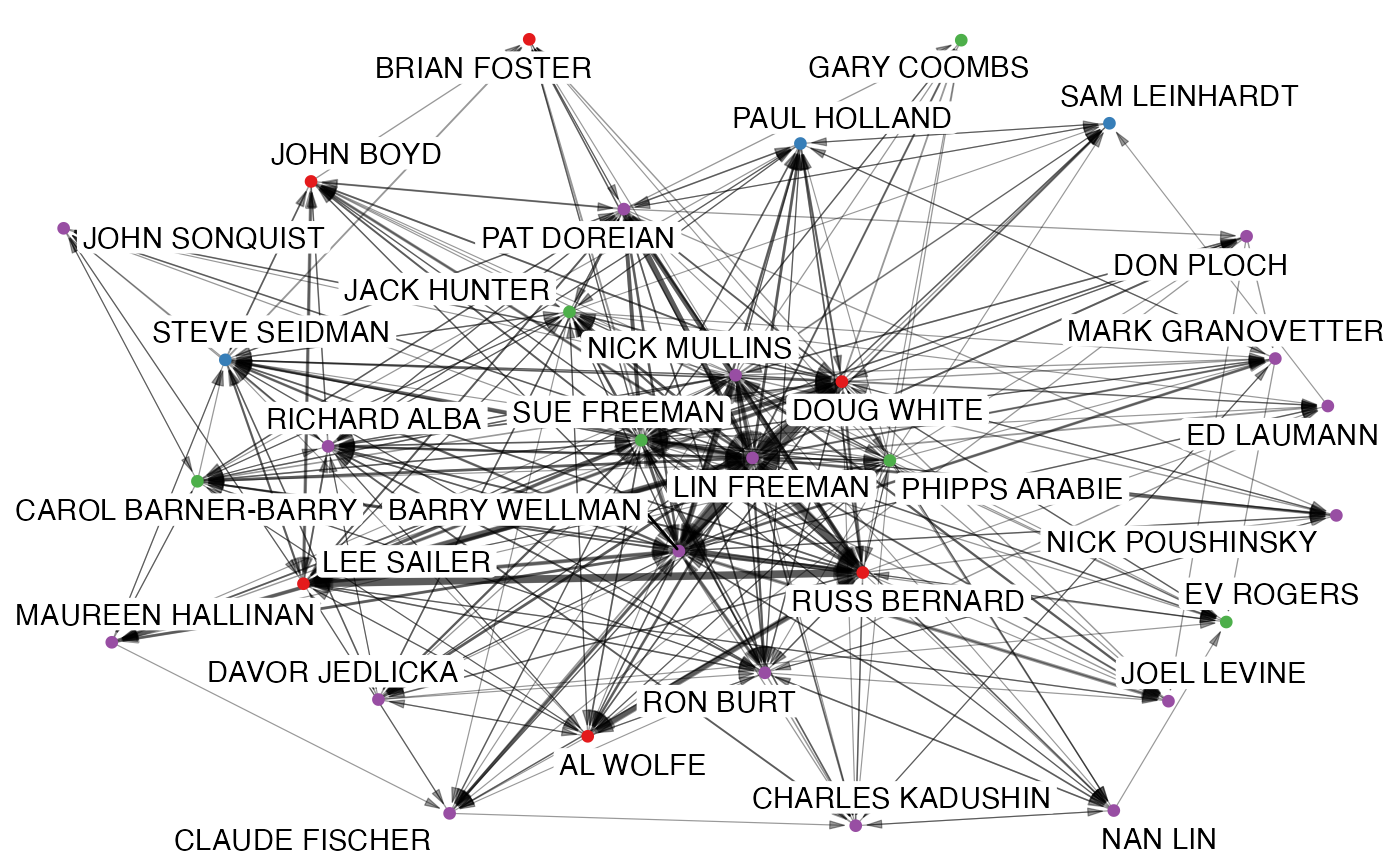 BRIAN FOSTER
GARY COOMBS
SAM LEINHARDT
PAUL HOLLAND
JOHN BOYD
JOHN SONQUIST
PAT DOREIAN
DON PLOCH
JACK HUNTER
STEVE SEIDMAN
MARK GRANOVETTER
NICK MULLINS
RICHARD ALBA
SUE FREEMAN
DOUG WHITE
ED LAUMANN
LIN FREEMAN
PHIPPS ARABIE
CAROL BARNER-BARRY
BARRY WELLMAN
NICK POUSHINSKY
LEE SAILER
EV ROGERS
RUSS BERNARD
MAUREEN HALLINAN
DAVOR JEDLICKA
JOEL LEVINE
RON BURT
AL WOLFE
CHARLES KADUSHIN
CLAUDE FISCHER
NAN LIN